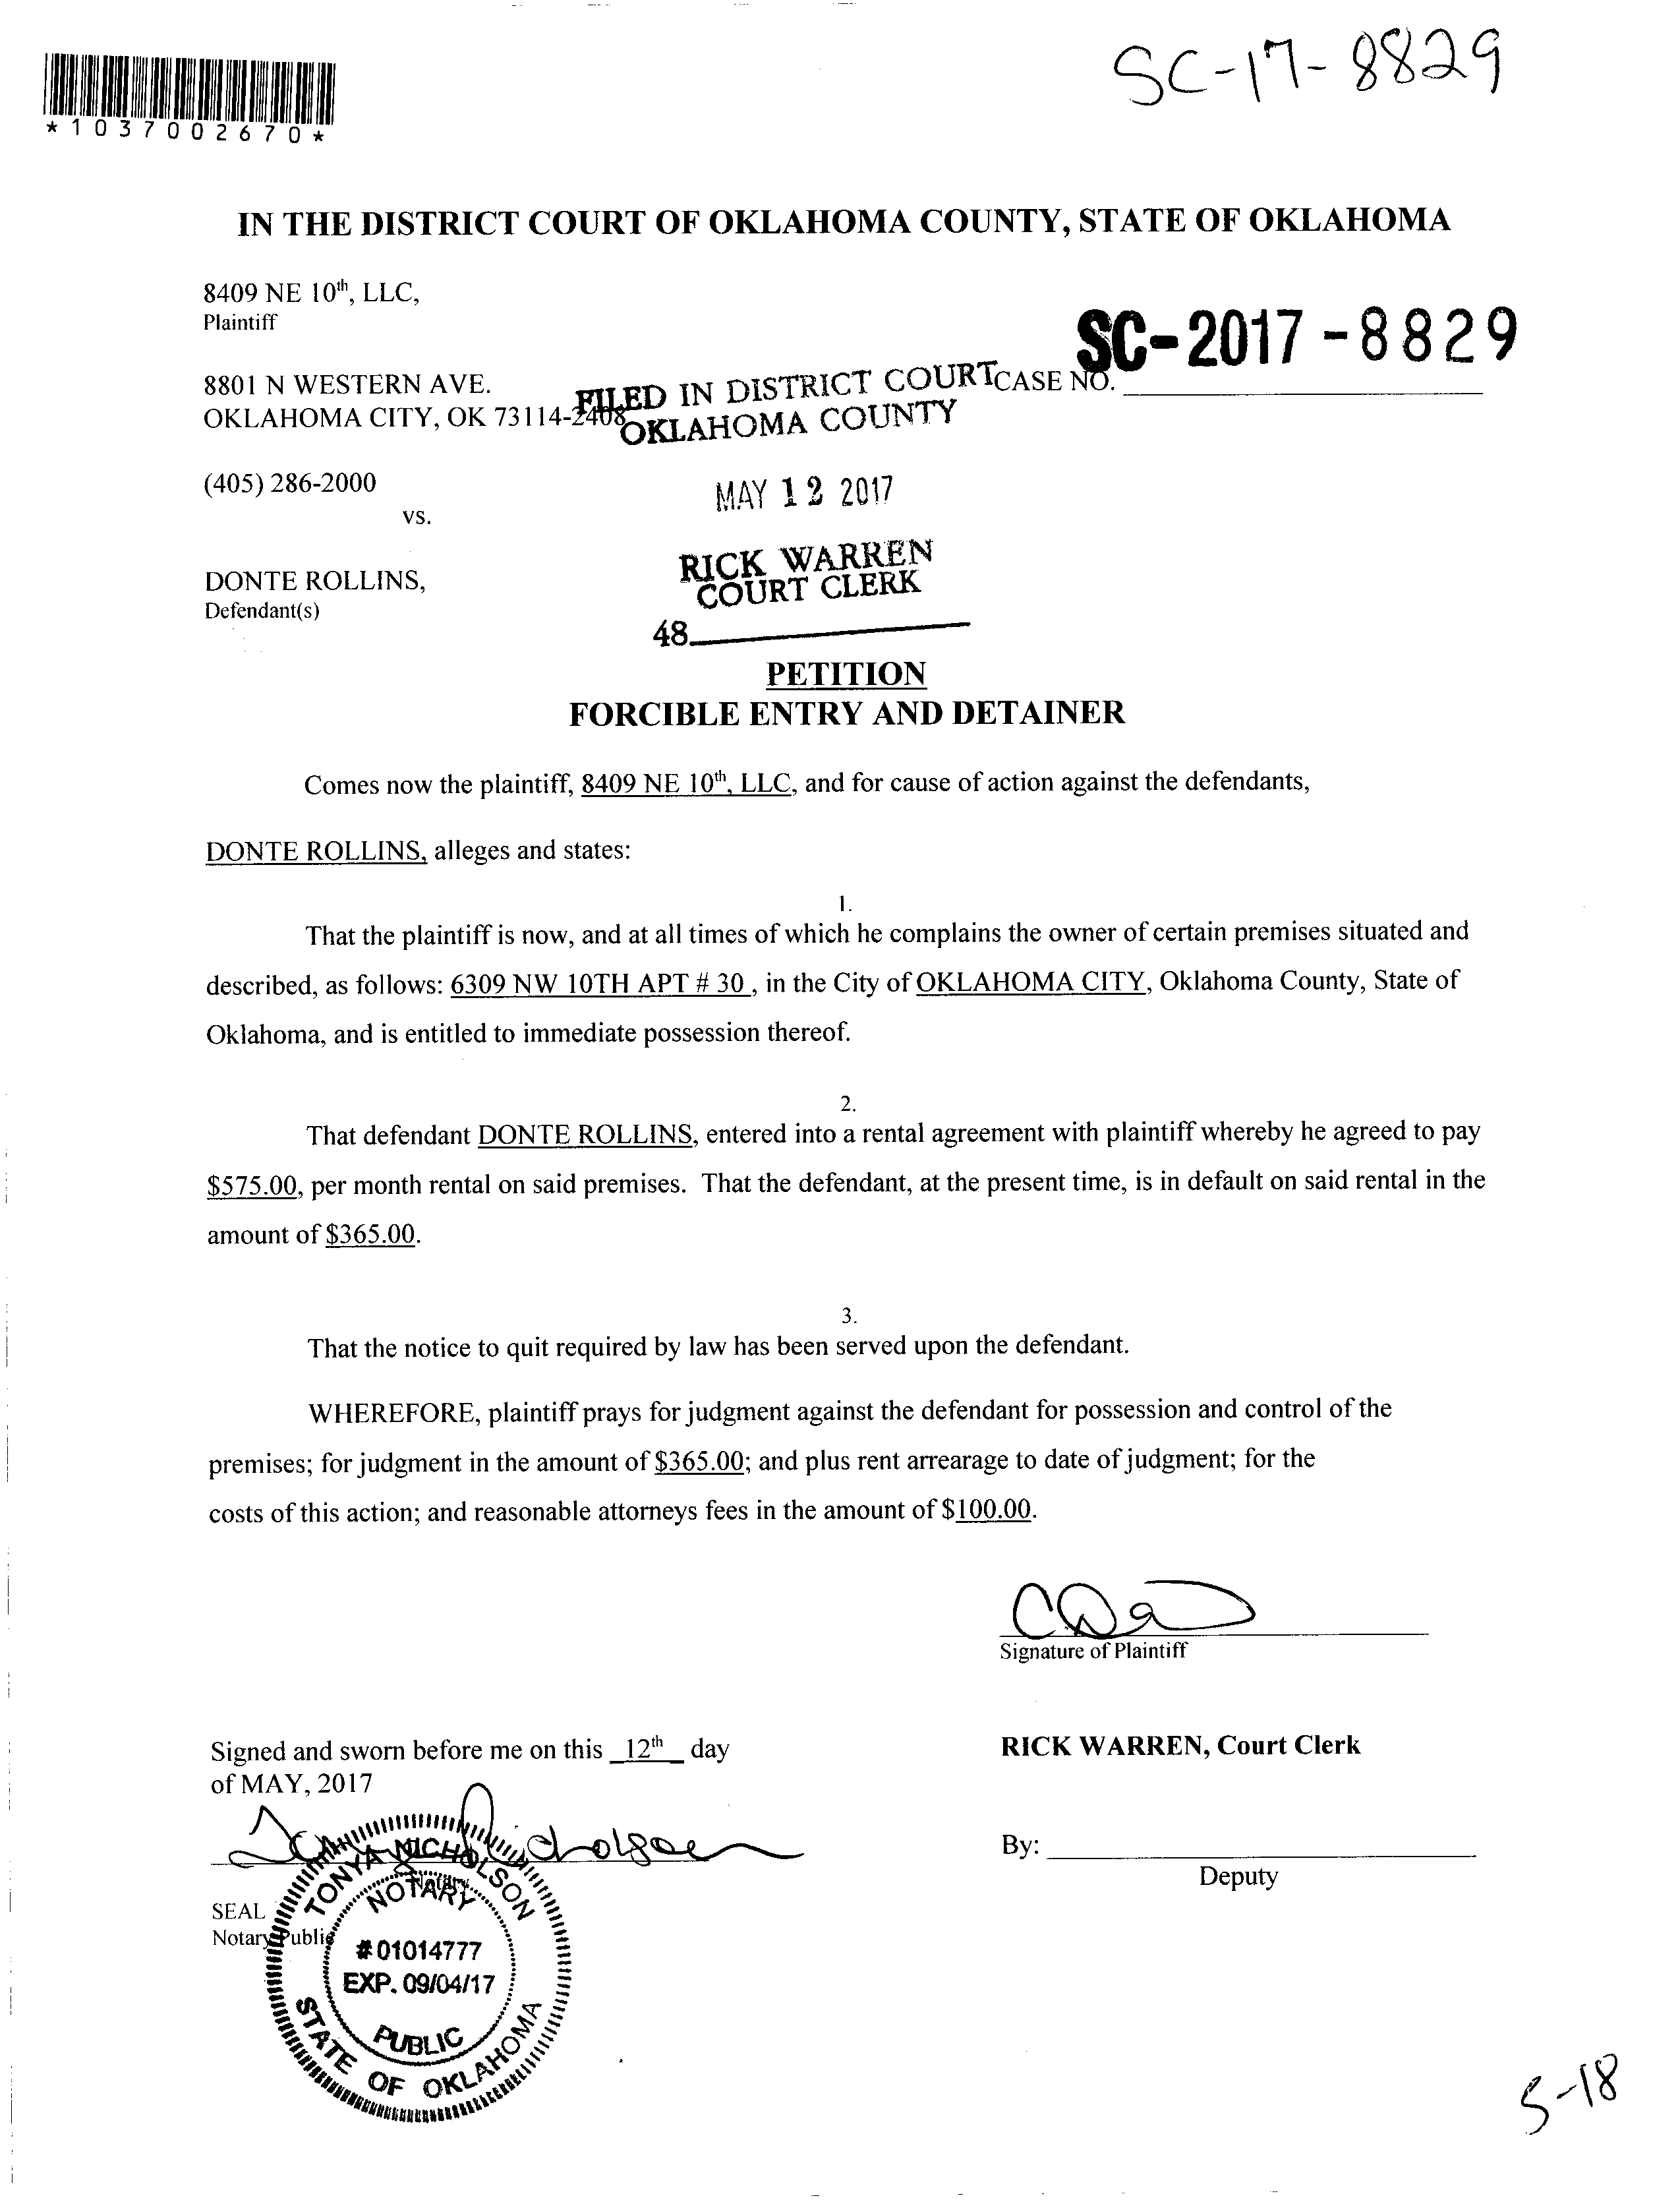 SC-17-8829
*1037002670*
IN THE DISTRICT COURT OF OKLAHOMA COUNTY, STATE OF OKLAHOMA
8409 NE 10th, LLC,
Plaintiff
SC-2017-8829
8801 N WESTERN AVE.
CASE NO.
OKLAHOMA CITY, OK 73114-2408
FILED IN DISTRICT COURT
OKLAHOMA COUNTY
(405) 286-2000
MAY 12 2017
vs.
RICK WARREN
COURT CLERK
DONTE ROLLINS,
Defendant(s)
48
PETITION
FORCIBLE ENTRY AND DETAINER
Comes now the plaintiff, 8409 NE 10th, LLC, and for cause of action against the defendants,
DONTE ROLLINS, alleges and states:
1.
That the plaintiff is now, and at all times of which he complains the owner of certain premises situated and
described, as follows: 6309 NW 10TH APT # 30 , in the City of OKLAHOMA CITY, Oklahoma County, State of
Oklahoma, and is entitled to immediate possession thereof.
2.
That defendant DONTE ROLLINS, entered into a rental agreement with plaintiff whereby he agreed to pay
$575.00, per month rental on said premises. That the defendant, at the present time, is in default on said rental in the
amount of $365.00.
3.
That the notice to quit required by law has been served upon the defendant.
WHEREFORE, plaintiff prays for judgment against the defendant for possession and control of the
premises; for judgment in the amount of $365.00; and plus rent arrearage to date of judgment; for the
costs of this action; and reasonable attorneys fees in the amount of $100.00.
Signature of Plaintiff
Signed and sworn before me on this _12th_ day
of MAY, 2017
RICK WARREN, Court Clerk
Tonya Nicholson
By:
Deputy
Notary
SEAL
Notary Public
TONYA NICHOLSON
NOTARY
#01014777
EXP. 09/04/17
PUBLIC
STATE OF OKLAHOMA
5-18